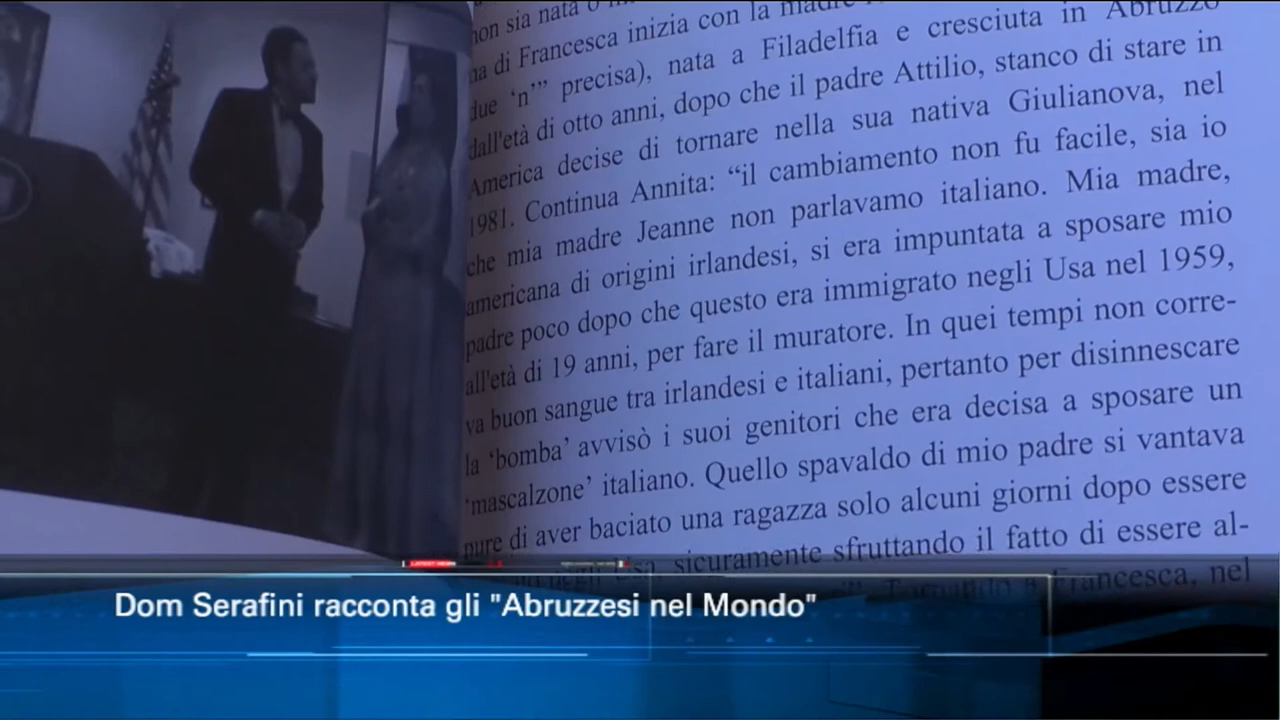 non sia nata o
na di Francesca inizia con la madre
due ‘n’” precisa), nata a Filadelfia e cresciuta in Abruzzo
dall'età di otto anni, dopo che il padre Attilio, stanco di stare in
America decise di tornare nella sua nativa Giulianova, nel
1981. Continua Annita: “il cambiamento non fu facile, sia io
che mia madre Jeanne non parlavamo italiano. Mia madre,
americana di origini irlandesi, si era impuntata a sposare mio
padre poco dopo che questo era immigrato negli Usa nel 1959,
all'età di 19 anni, per fare il muratore. In quei tempi non corre-
va buon sangue tra irlandesi e italiani, pertanto per disinnescare
la ‘bomba’ avvisò i suoi genitori che era decisa a sposare un
‘mascalzone’ italiano. Quello spavaldo di mio padre si vantava
pure di aver baciato una ragazza solo alcuni giorni dopo essere
negli Usa, sicuramente sfruttando il fatto di essere al-
Francesca, nel
LATEST NEWS
Dom Serafini racconta gli "Abruzzesi nel Mondo"